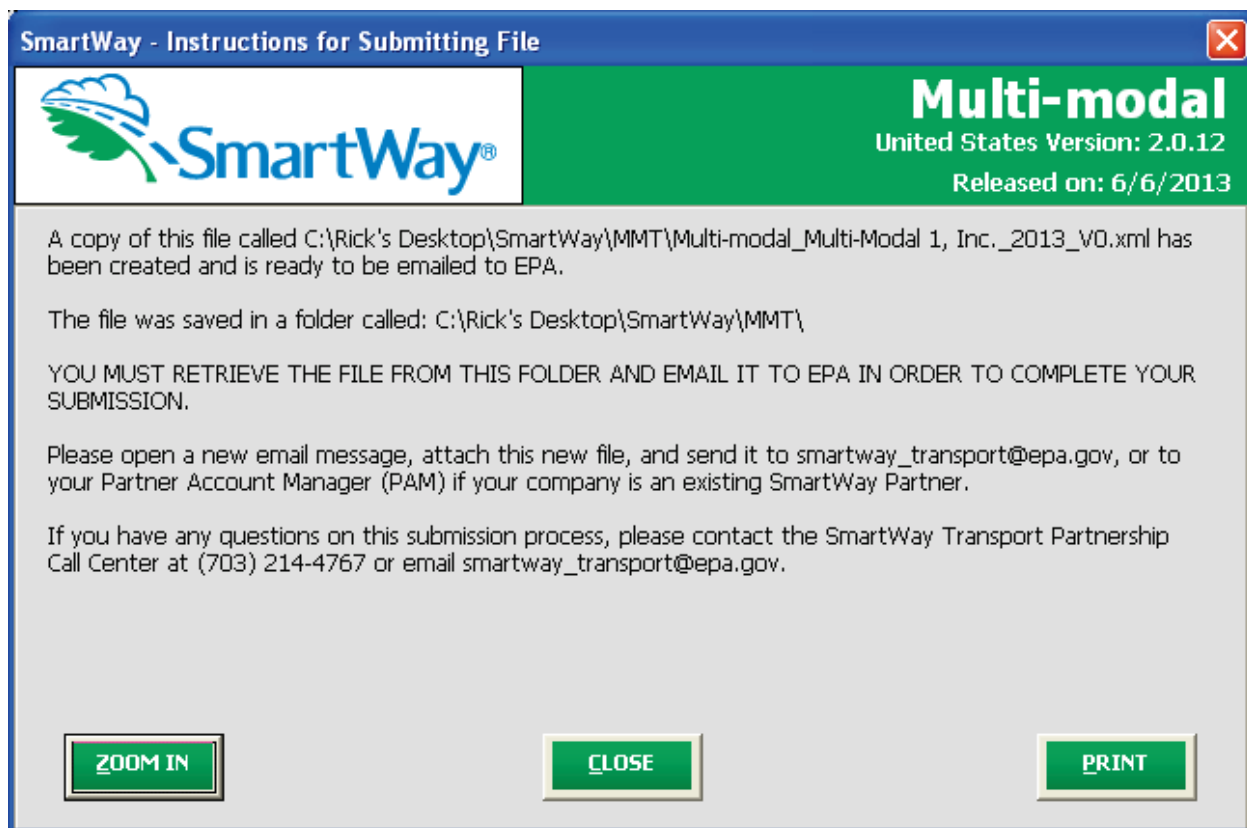 SmartWay - Instructions for Submitting File
SmartWay®
Multi-modal
United States Version: 2.0.12
Released on: 6/6/2013
A copy of this file called C:\Rick's Desktop\SmartWay\MMT\Multi-modal_Multi-Modal 1, Inc._2013_V0.xml has
been created and is ready to be emailed to EPA.
The file was saved in a folder called: C:\Rick's Desktop\SmartWay\MMT\
YOU MUST RETRIEVE THE FILE FROM THIS FOLDER AND EMAIL IT TO EPA IN ORDER TO COMPLETE YOUR
SUBMISSION.
Please open a new email message, attach this new file, and send it to smartway_transport@epa.gov, or to
your Partner Account Manager (PAM) if your company is an existing SmartWay Partner.
If you have any questions on this submission process, please contact the SmartWay Transport Partnership
Call Center at (703) 214-4767 or email smartway_transport@epa.gov.
ZOOM IN
CLOSE
PRINT